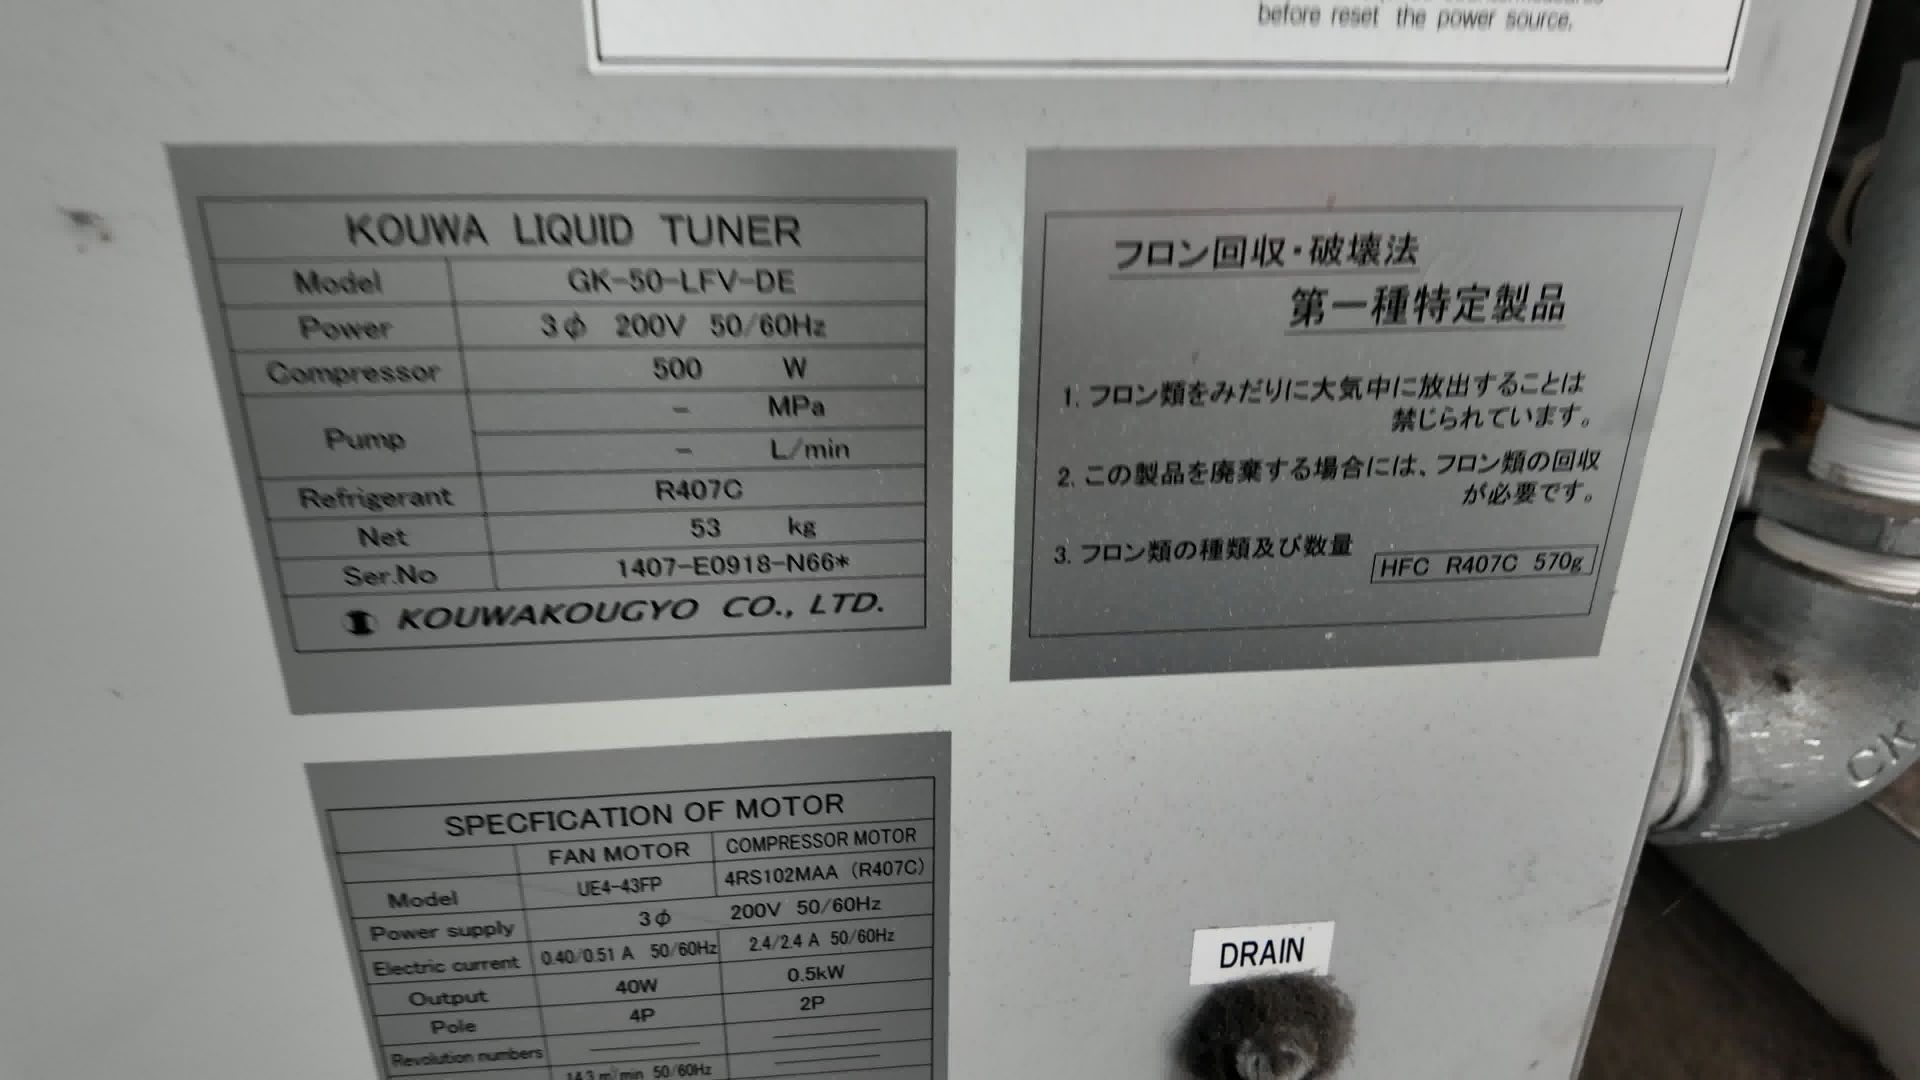 before reset the power source.
KOUWA LIQUID TUNER
Model GK-50-LFV-DE
Power 3φ 200V 50/60Hz
Compressor 500 W
Pump - MPa
- L/min
Refrigerant R407C
Net 53 kg
Ser.No 1407-E0918-N66*
KOUWAKOUGYO CO., LTD.
フロン回収・破壊法
第一種特定製品
1. フロン類をみだりに大気中に放出することは
禁じられています。
2. この製品を廃棄する場合には、フロン類の回収
が必要です。
3. フロン類の種類及び数量
HFC R407C 570g
SPECFICATION OF MOTOR
FAN MOTOR COMPRESSOR MOTOR
Model UE4-43FP 4RS102MAA (R407C)
Power supply 3φ 200V 50/60Hz
Electric current 0.40/0.51 A 50/60Hz 2.4/2.4 A 50/60Hz
Output 40W 0.5kW
Pole 4P 2P
Revolution numbers
50/60Hz
DRAIN
CK